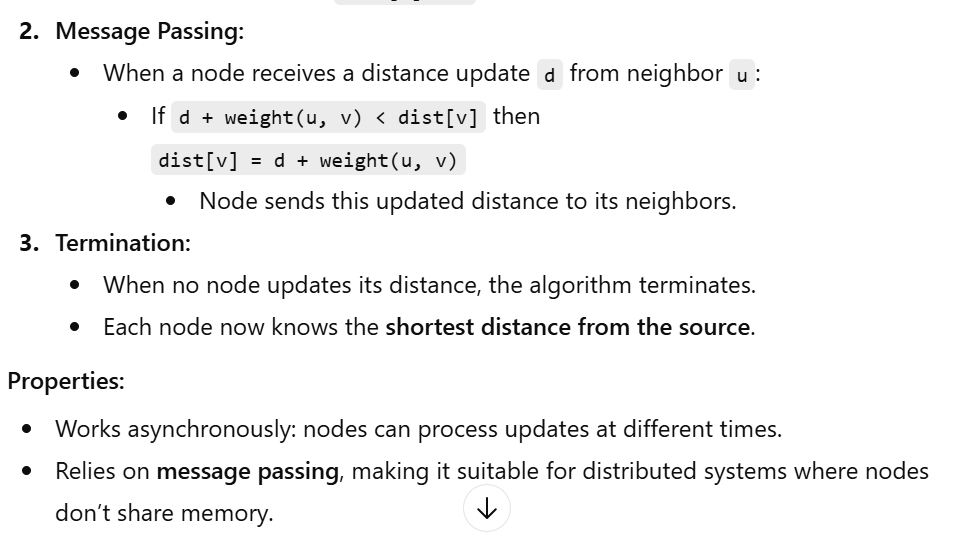 2. Message Passing:
• When a node receives a distance update d from neighbor u:
• If d + weight(u, v) < dist[v] then
dist[v] = d + weight(u, v)
• Node sends this updated distance to its neighbors.
3. Termination:
• When no node updates its distance, the algorithm terminates.
• Each node now knows the shortest distance from the source.
Properties:
• Works asynchronously: nodes can process updates at different times.
• Relies on message passing, making it suitable for distributed systems where nodes
don’t share memory.